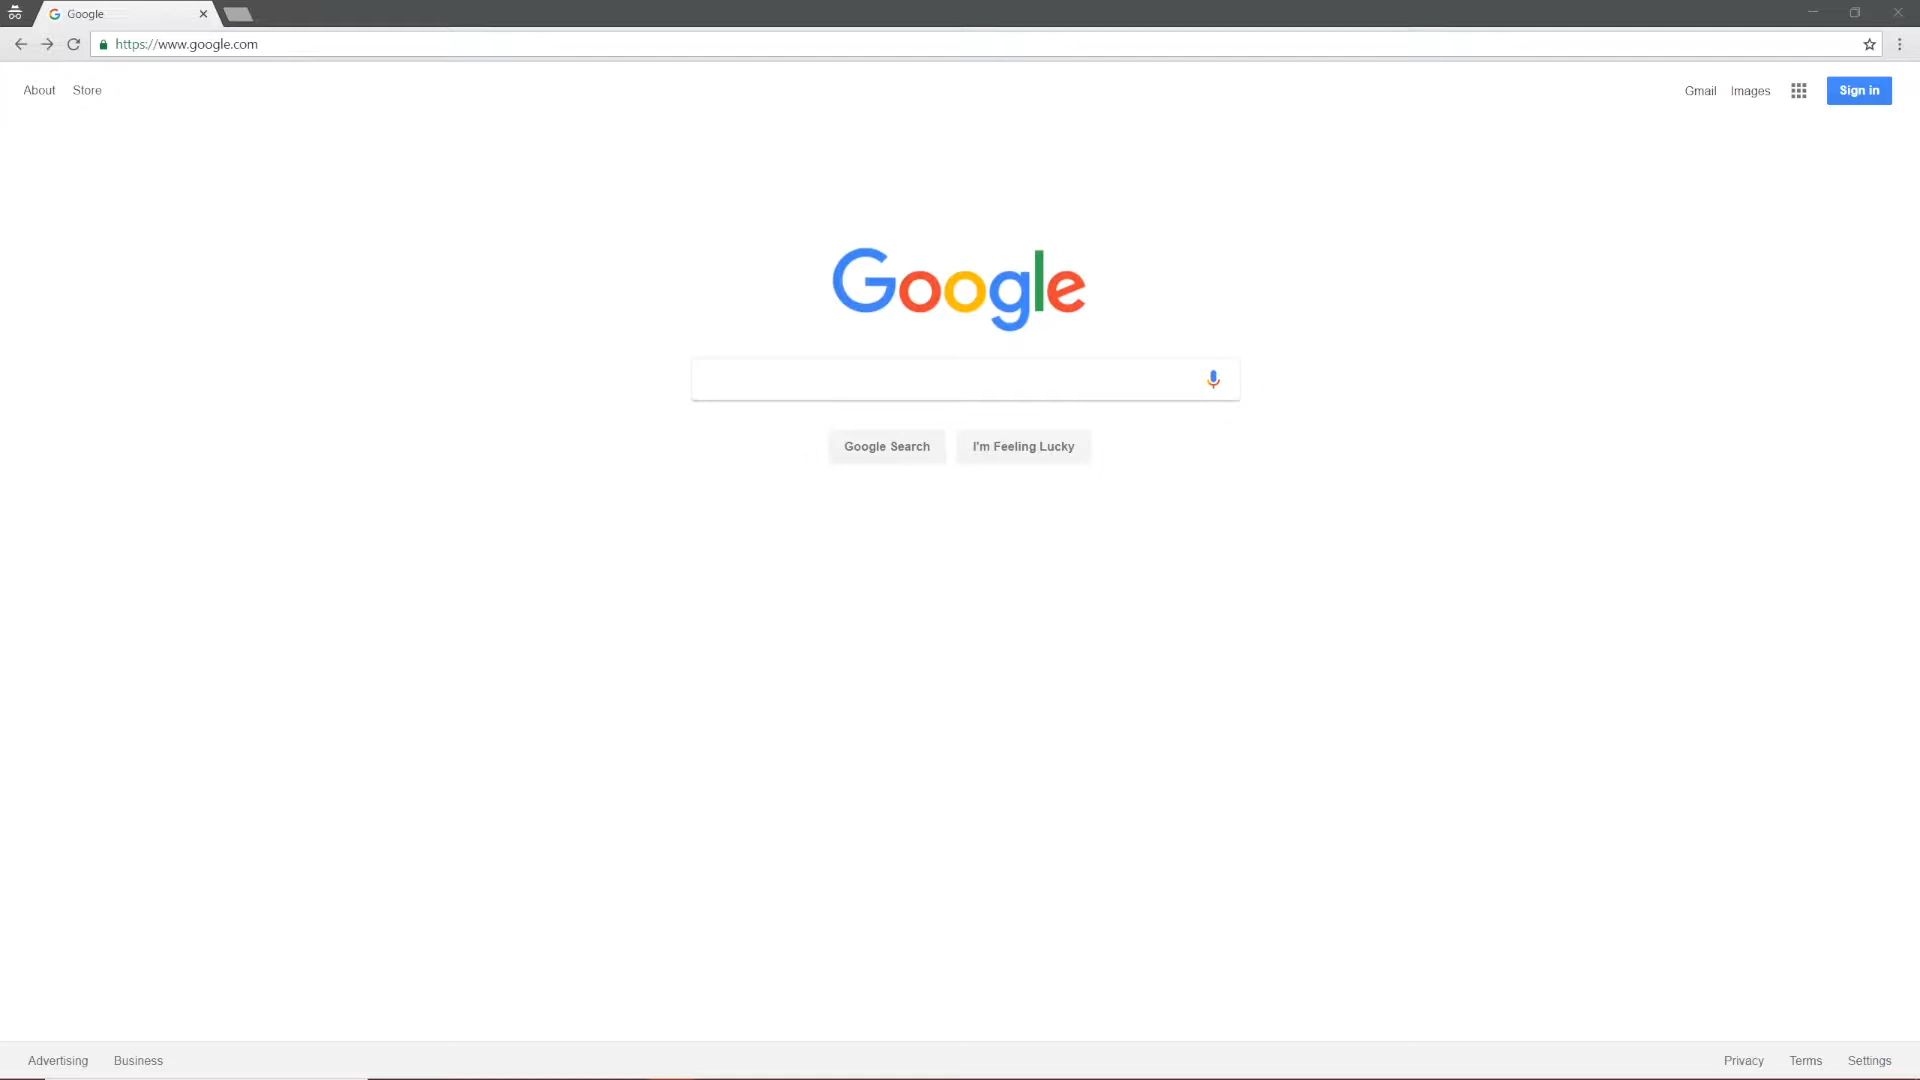 Google
https://www.google.com
About Store
Gmail Images Sign in
Google
Google Search I'm Feeling Lucky
Advertising Business
Privacy Terms Settings